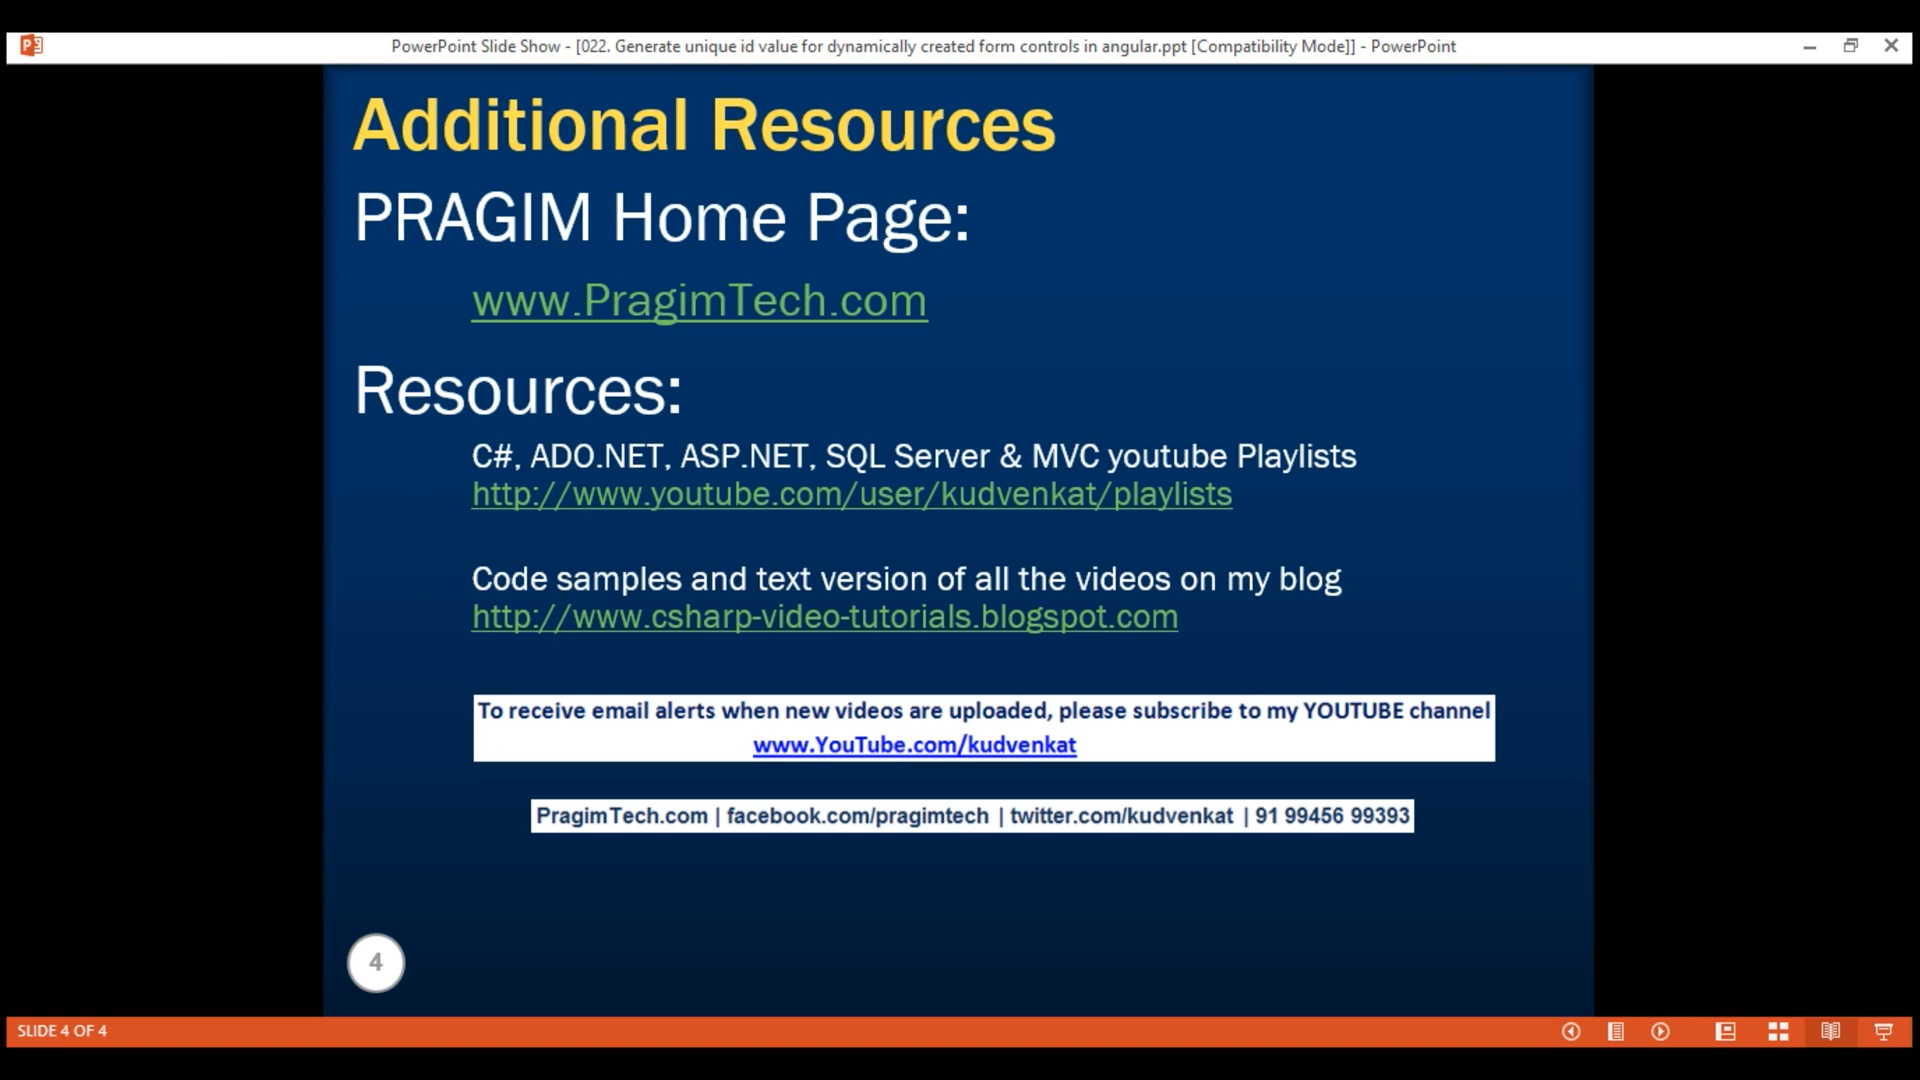 PowerPoint Slide Show - [022. Generate unique id value for dynamically created form controls in angular.ppt [Compatibility Mode]] - PowerPoint
Additional Resources
PRAGIM Home Page:
www.PragimTech.com
Resources:
C#, ADO.NET, ASP.NET, SQL Server & MVC youtube Playlists
http://www.youtube.com/user/kudvenkat/playlists
Code samples and text version of all the videos on my blog
http://www.csharp-video-tutorials.blogspot.com
To receive email alerts when new videos are uploaded, please subscribe to my YOUTUBE channel
www.YouTube.com/kudvenkat
PragimTech.com | facebook.com/pragimtech | twitter.com/kudvenkat | 91 99456 99393
4
SLIDE 4 OF 4